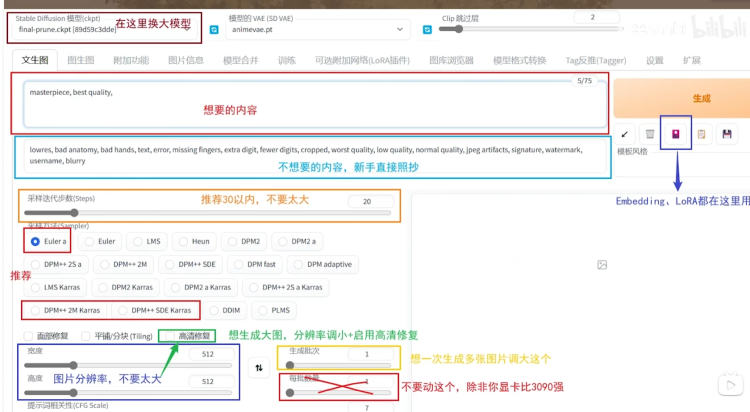 Stable Diffusion 模型(ckpt)
在这里换大模型
模型的 VAE (SD VAE)
Clip 跳过层
2
final-prune.ckpt [89d59c3dde]
animevae.pt
bilibili
文生图 图生图 附加功能 图片信息 模型合并 训练 可选附加网络(LoRA插件) 图库浏览器 模型格式转换 Tag反推(Tagger) 设置 扩展
5/75
masterpiece, best quality,
想要的内容
生成
lowres, bad anatomy, bad hands, text, error, missing fingers, extra digit, fewer digits, cropped, worst quality, low quality, normal quality, jpeg artifacts, signature, watermark,
username, blurry
不想要的内容，新手直接照抄
模板风格
Embedding、LoRA都在这里用
采样迭代步数(Steps)
推荐30以内，不要太大
20
采样方法(Sampler)
Euler a Euler LMS Heun DPM2 DPM2 a
DPM++ 2S a DPM++ 2M DPM++ SDE DPM fast DPM adaptive
推荐
LMS Karras DPM2 Karras DPM2 a Karras DPM++ 2S a Karras
DPM++ 2M Karras DPM++ SDE Karras DDIM PLMS
面部修复 平铺/分块 (Tiling) 高清修复
想生成大图，分辨率调小+启用高清修复
宽度
512
生成批次
1
想一次生成多张图片调大这个
图片分辨率，不要太大
高度
512
每批数量
1
不要动这个，除非你显卡比3090强
提示词相关性(CFG Scale)
7